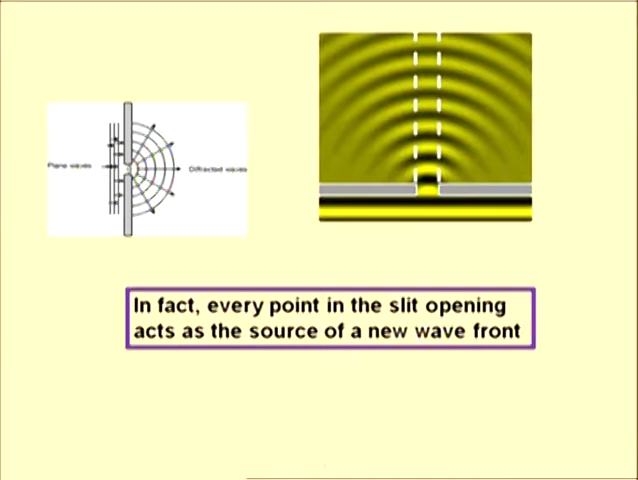 Plane waves
Diffracted waves
In fact, every point in the slit opening
acts as the source of a new wave front